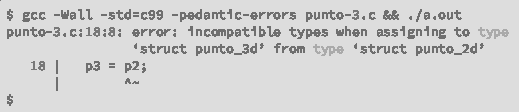 $ gcc -Wall -std=c99 -pedantic-errors punto-3.c && ./a.out
punto-3.c:18:8: error: incompatible types when assigning to type
‘struct punto_3d’ from type ‘struct punto_2d’
18 | p3 = p2;
| ^~
$